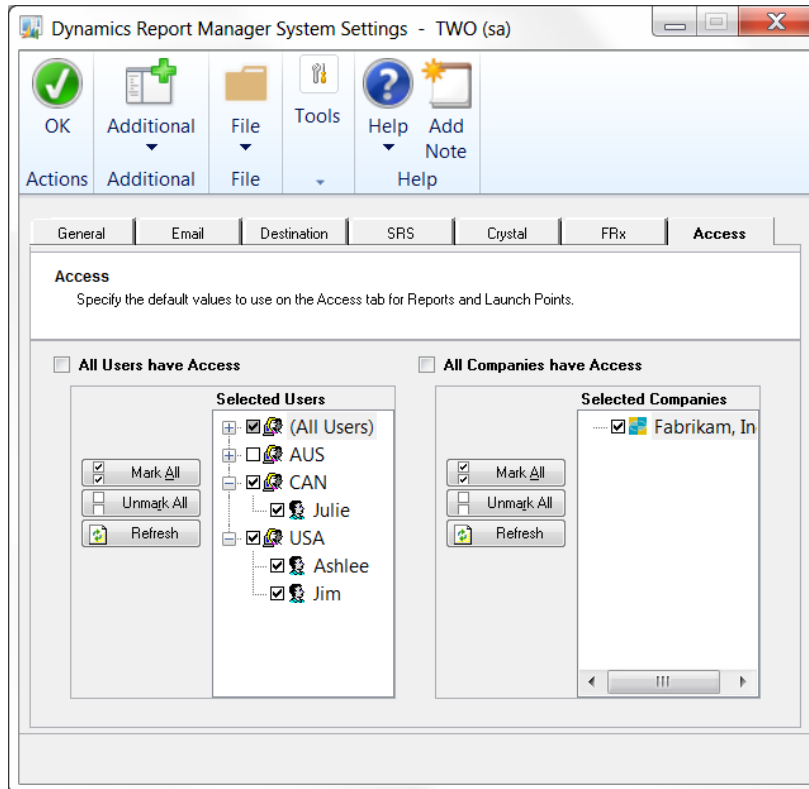 Dynamics Report Manager System Settings - TWO (sa)
OK
Additional
File
Tools
Help
Add Note
Actions
Additional
File
Help
General
Email
Destination
SRS
Crystal
FRx
Access
Access
Specify the default values to use on the Access tab for Reports and Launch Points.
All Users have Access
All Companies have Access
Selected Users
(All Users)
AUS
CAN
Julie
USA
Ashlee
Jim
Mark All
Unmark All
Refresh
Selected Companies
Fabrikam, In
Mark All
Unmark All
Refresh